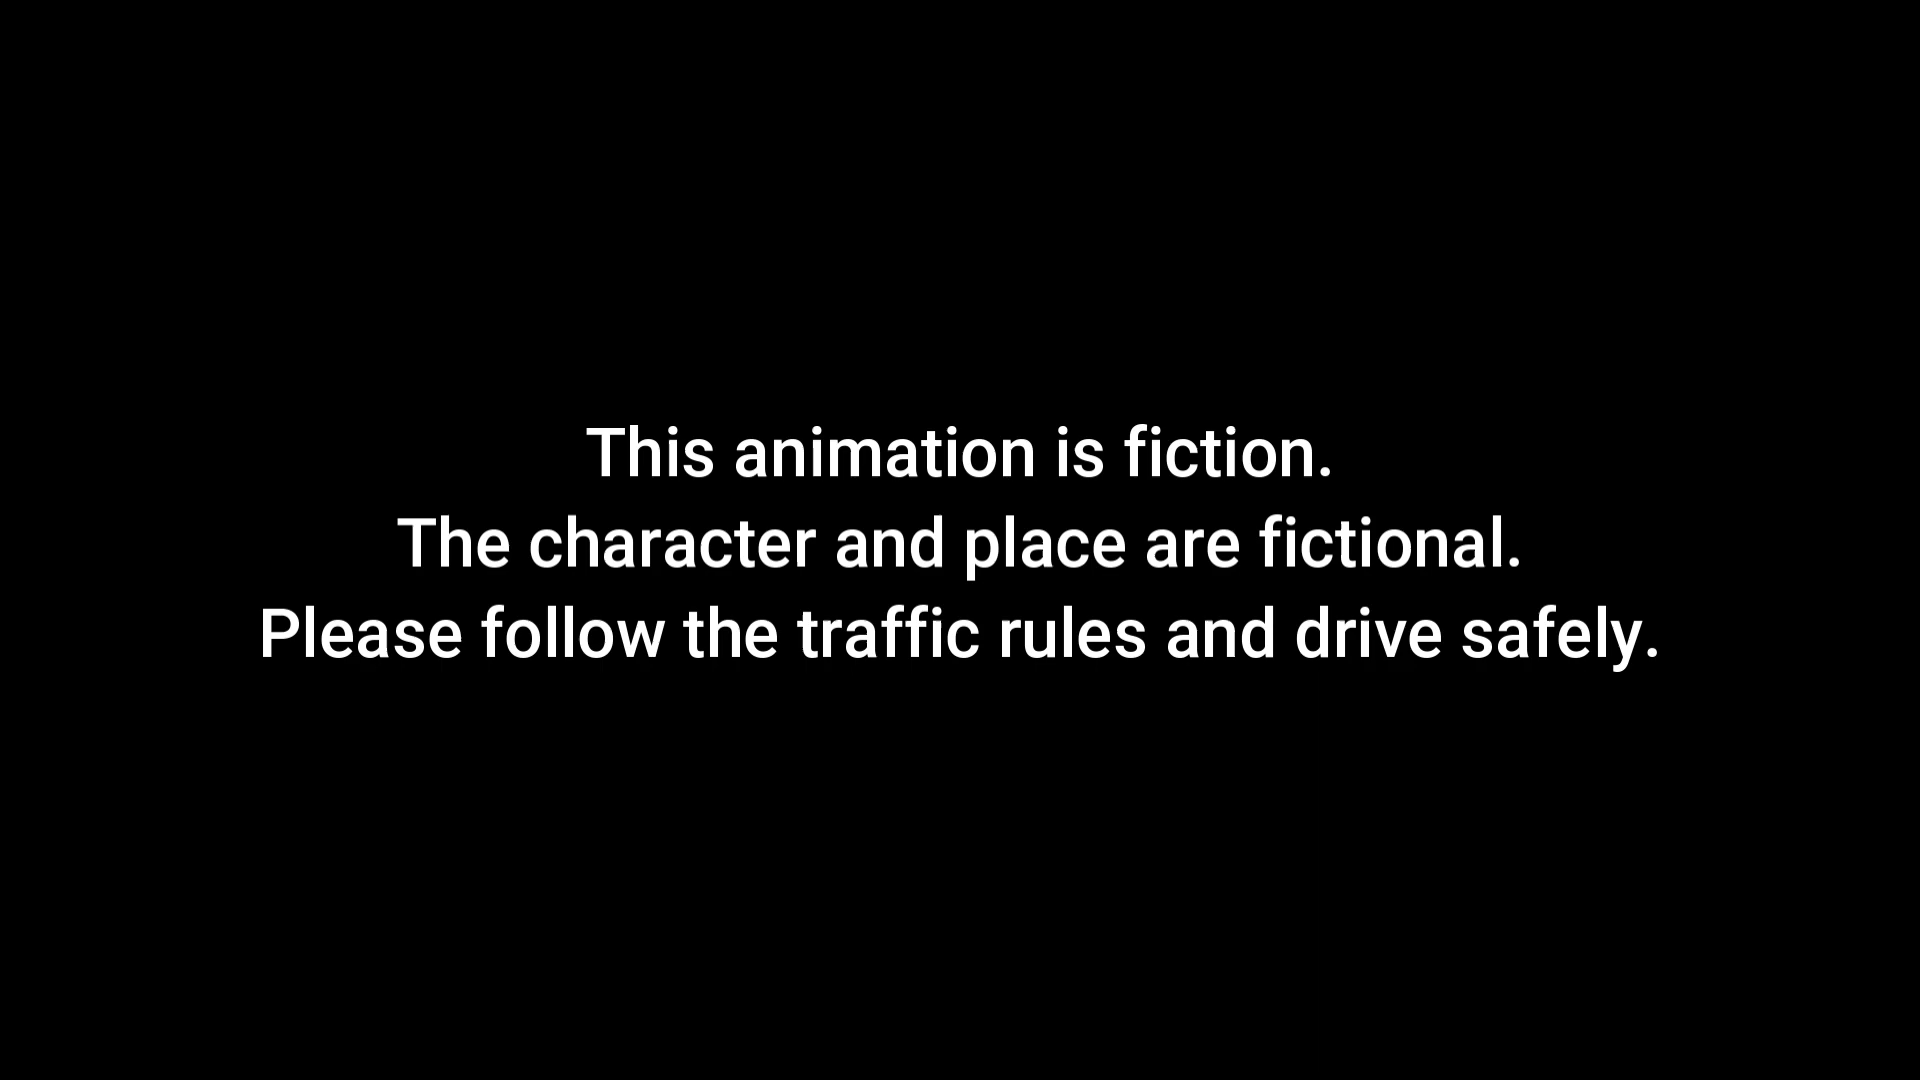 This animation is fiction.
The character and place are fictional.
Please follow the traffic rules and drive safely.